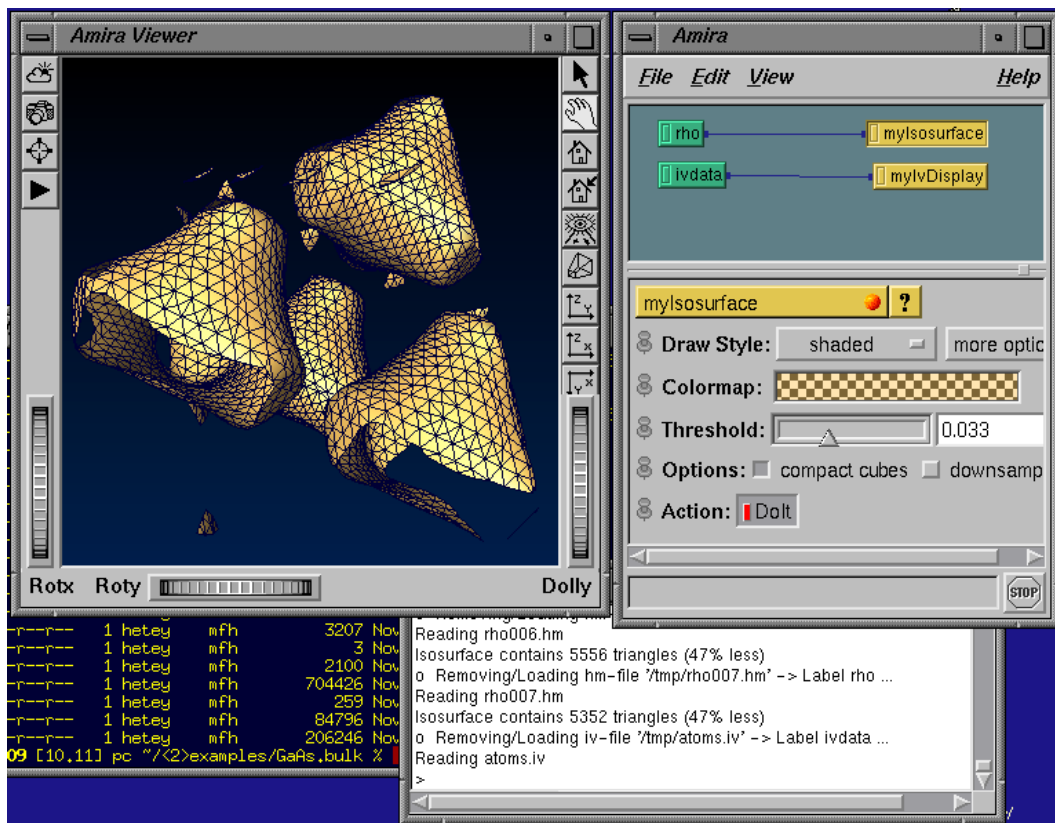 Amira Viewer
Rotx Roty Dolly
Amira
File Edit View Help
rho myIsosurface
ivdata myIvDisplay
myIsosurface ?
Draw Style: shaded more optio
Colormap:
Threshold: 0.033
Options: compact cubes downsamp
Action: DoIt
STOP
-r--r--- 1 hetey mfh 3207 Nov
-r--r--- 1 hetey mfh 3 Nov
-r--r--- 1 hetey mfh 2100 Nov
-r--r--- 1 hetey mfh 704426 Nov
-r--r--- 1 hetey mfh 259 Nov
-r--r--- 1 hetey mfh 84796 Nov
-r--r--- 1 hetey mfh 206246 Nov
09 [10.11] pc ~/<2>examples/GaAs.bulk %
Reading rho006.hm
Isosurface contains 5556 triangles (47% less)
o Removing/Loading hm-file '/tmp/rho007.hm' -> Label rho ...
Reading rho007.hm
Isosurface contains 5352 triangles (47% less)
o Removing/Loading iv-file '/tmp/atoms.iv' -> Label ivdata ...
Reading atoms.iv
>